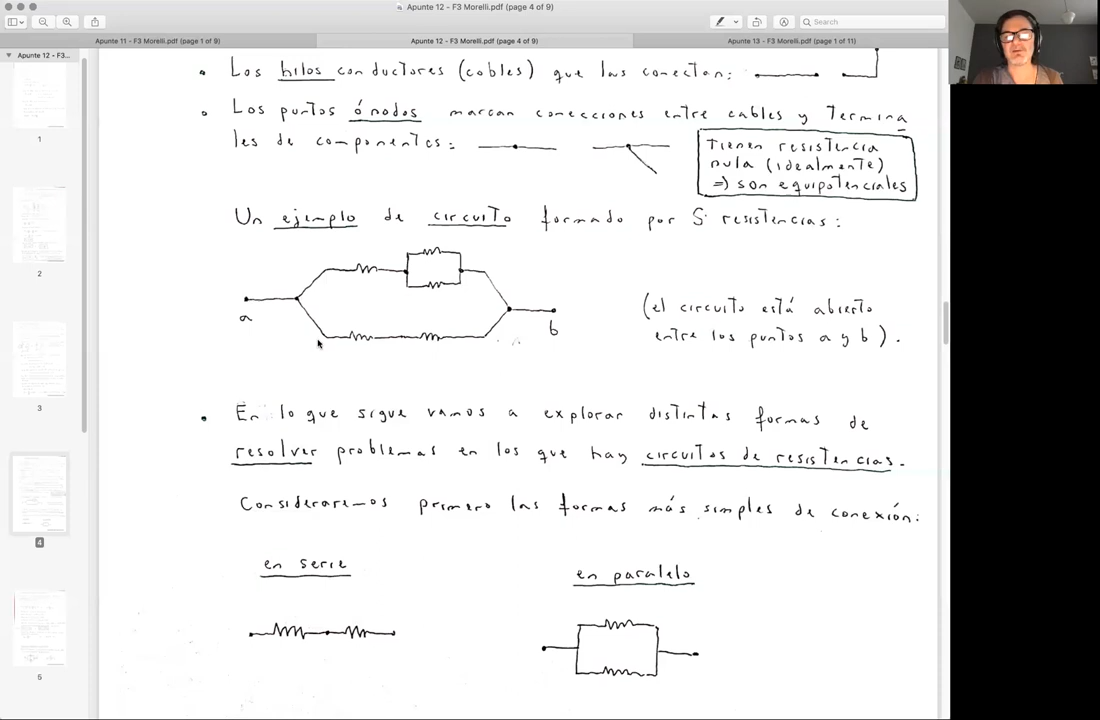 Apunte 12 - F3 Morelli.pdf (page 4 of 9)
Search
Apunte 11 - F3 Morelli.pdf (page 1 of 9)
Apunte 12 - F3 Morelli.pdf (page 4 of 9)
Apunte 13 - F3 Morelli.pdf (page 1 of 11)
Apunte 12 - F3...
1
2
3
4
5
• Los hilos conductores (cables) que las conectan:
• Los puntos ó nodos marcan conecciones entre cables y termina
les de componentes:
Tienen resistencia
nula (idealmente)
=> son equipotenciales
Un ejemplo de circuito formado por 5 resistencias:
a
b
(el circuito está abierto
entre los puntos a y b).
• En lo que sigue vamos a explorar distintas formas de
resolver problemas en los que hay circuitos de resistencias.
Consideraremos primero las formas más simples de conexión:
en serie
en paralelo